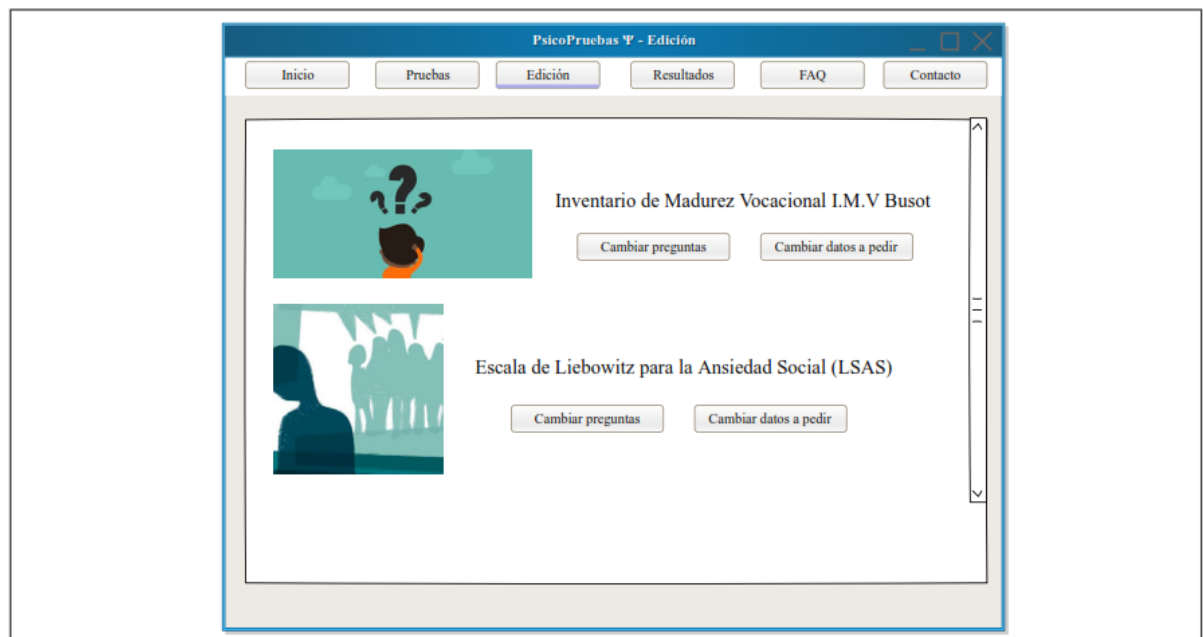 PsicoPruebas Ψ - Edición
Inicio Pruebas Edición Resultados FAQ Contacto
Inventario de Madurez Vocacional I.M.V Busot
Cambiar preguntas Cambiar datos a pedir
Escala de Liebowitz para la Ansiedad Social (LSAS)
Cambiar preguntas Cambiar datos a pedir